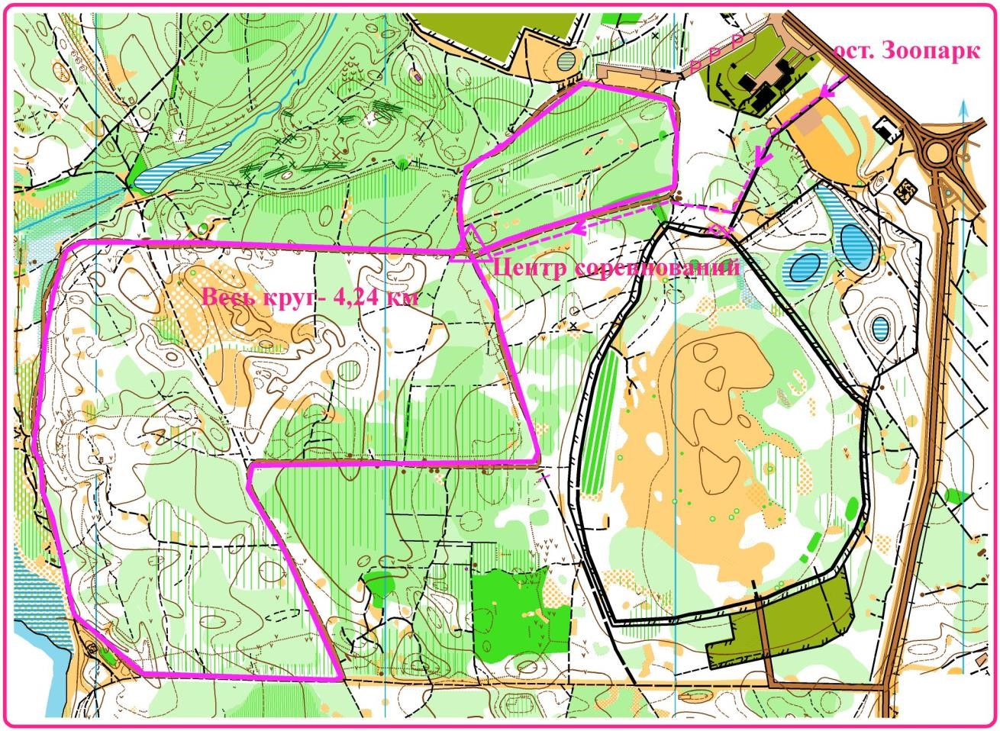 ост. Зоопарк
Р Р Р
Центр соревнований
Весь круг- 4,24 км